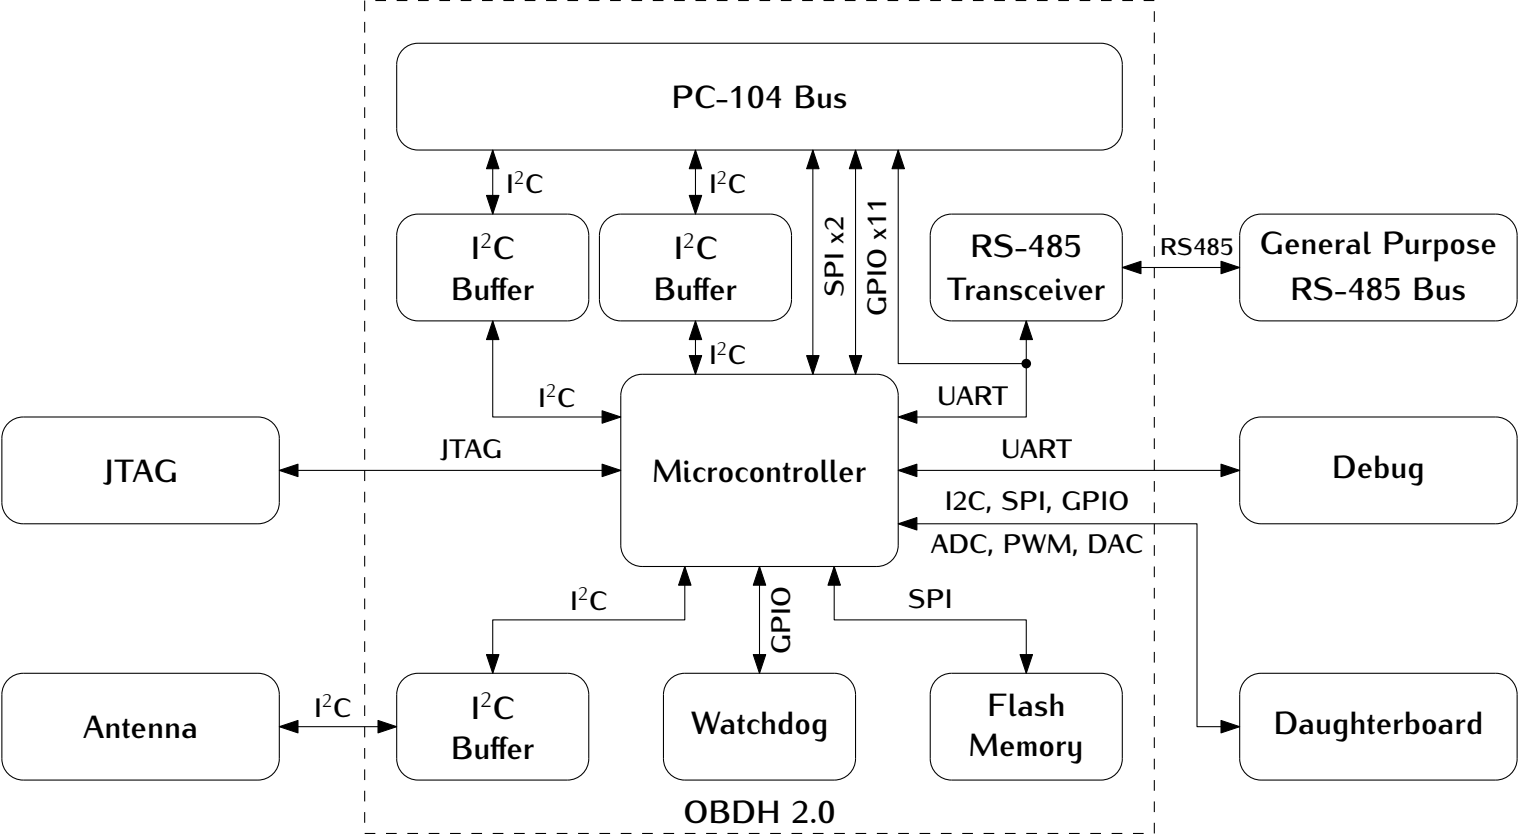 PC-104 Bus
I²C
I²C
SPI x2
GPIO x11
I²C
Buffer
I²C
Buffer
RS-485
Transceiver
RS485
General Purpose
RS-485 Bus
I²C
I²C
UART
JTAG
JTAG
Microcontroller
UART
Debug
I2C, SPI, GPIO
ADC, PWM, DAC
I²C
GPIO
SPI
Antenna
I²C
I²C
Buffer
Watchdog
Flash
Memory
Daughterboard
OBDH 2.0